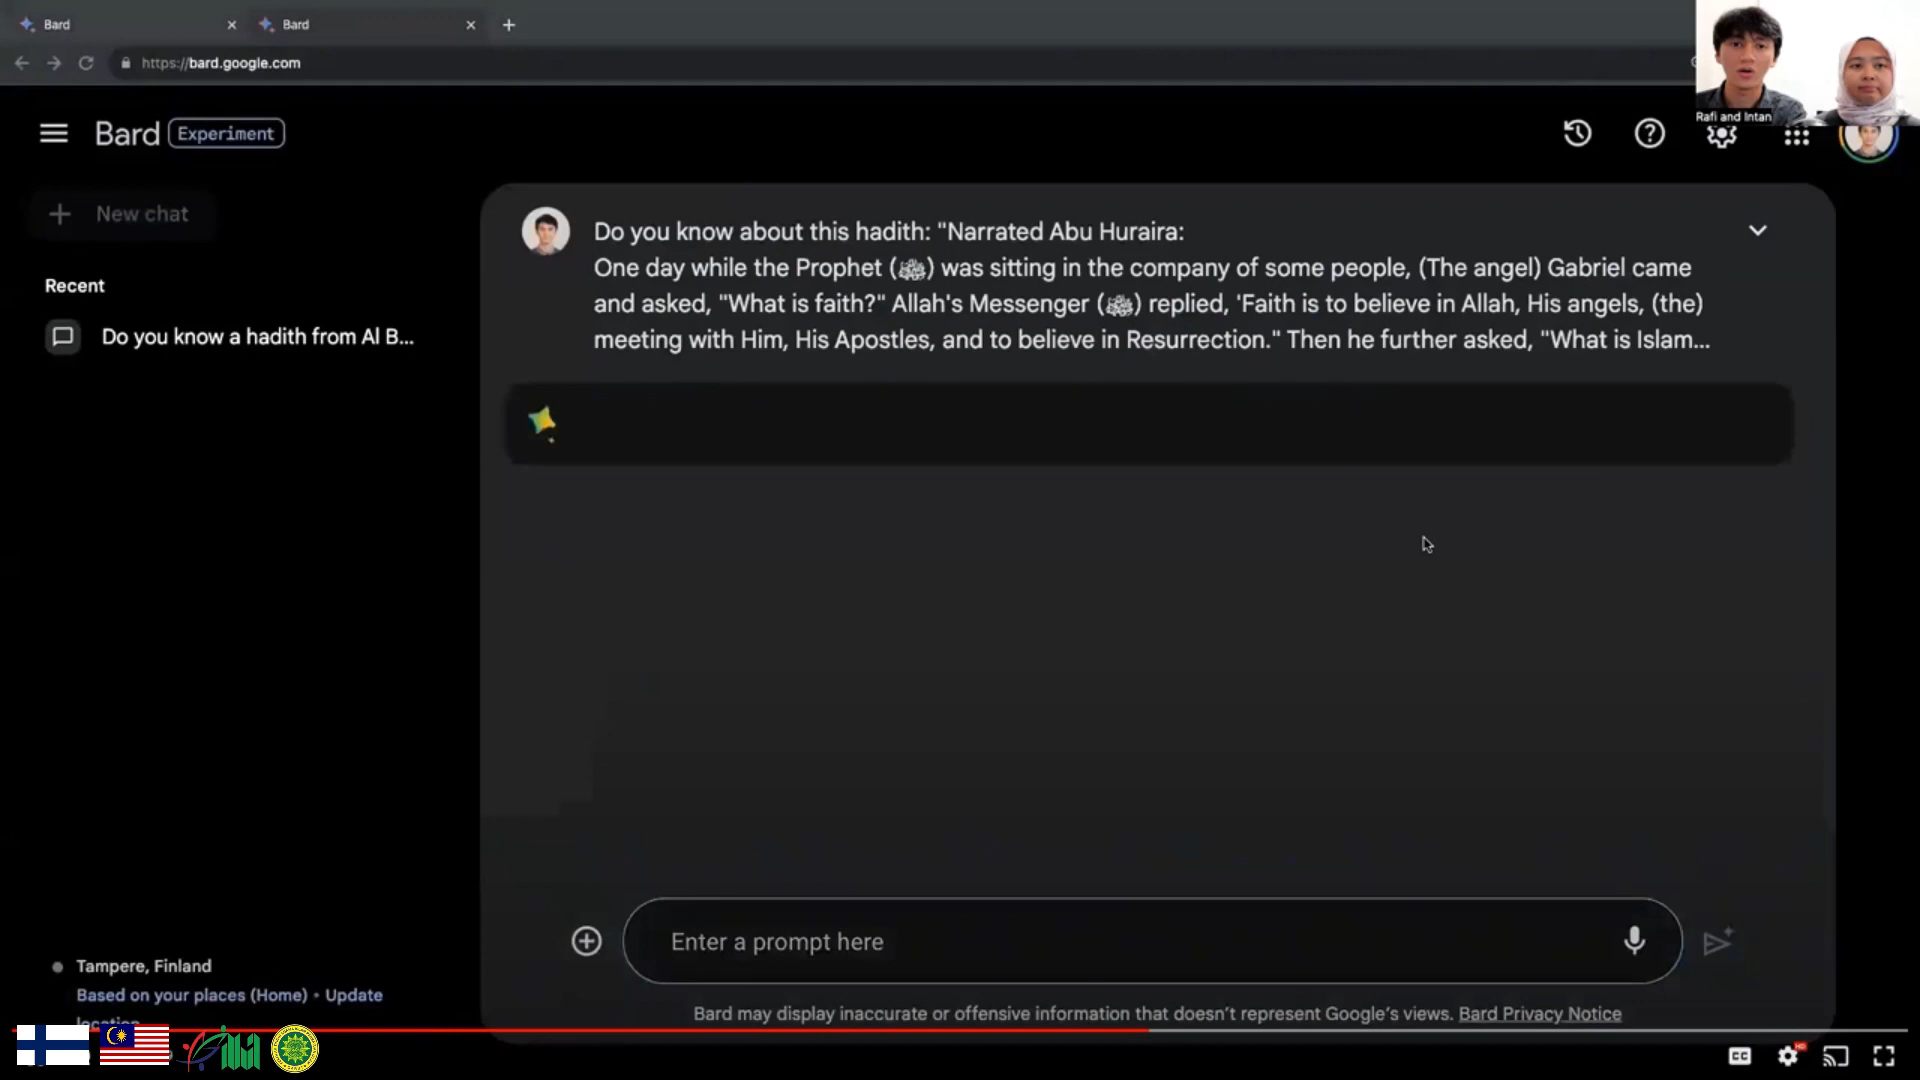 Bard
Bard
https://bard.google.com
Rafi and Intan
Bard Experiment
New chat
Recent
Do you know a hadith from Al B...
Do you know about this hadith: "Narrated Abu Huraira:
One day while the Prophet (ﷺ) was sitting in the company of some people, (The angel) Gabriel came
and asked, "What is faith?" Allah's Messenger (ﷺ) replied, 'Faith is to believe in Allah, His angels, (the)
meeting with Him, His Apostles, and to believe in Resurrection." Then he further asked, "What is Islam...
Enter a prompt here
Tampere, Finland
Based on your places (Home) • Update
location
Bard may display inaccurate or offensive information that doesn't represent Google's views. Bard Privacy Notice
CC
HD